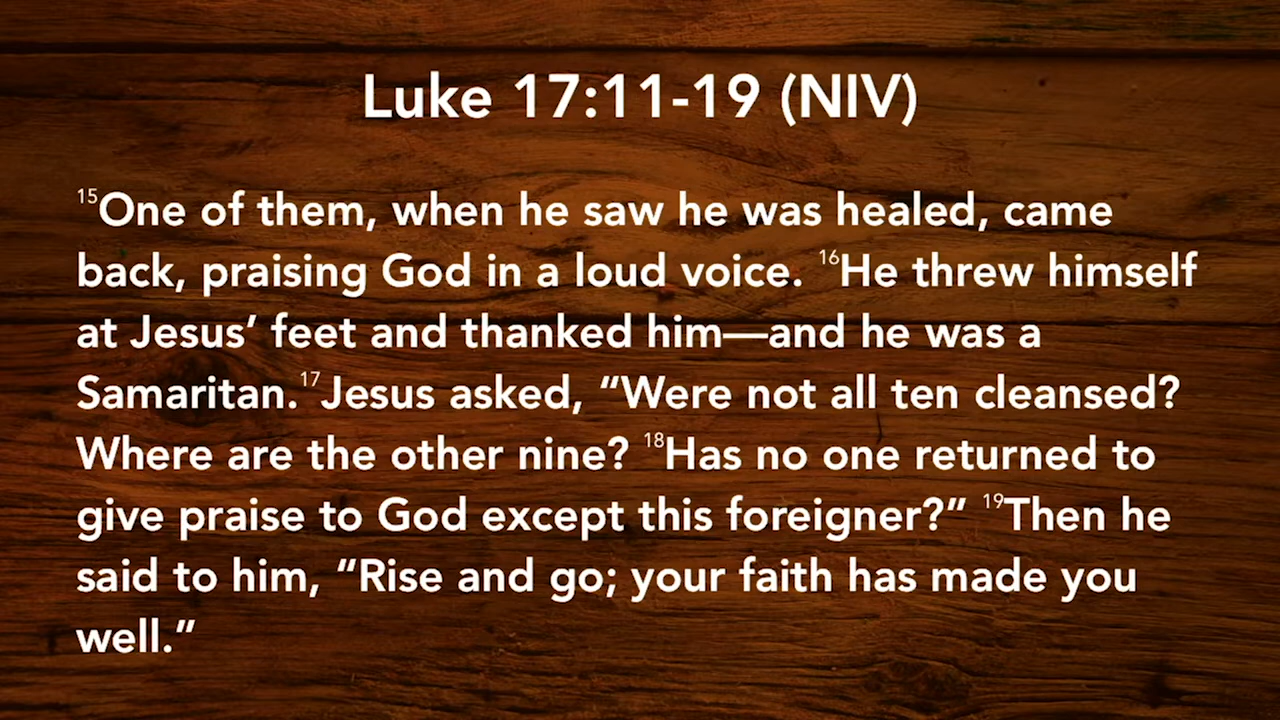 Luke 17:11-19 (NIV)
15One of them, when he saw he was healed, came
back, praising God in a loud voice. 16He threw himself
at Jesus’ feet and thanked him—and he was a
Samaritan.17Jesus asked, “Were not all ten cleansed?
Where are the other nine? 18Has no one returned to
give praise to God except this foreigner?” 19Then he
said to him, “Rise and go; your faith has made you
well.”